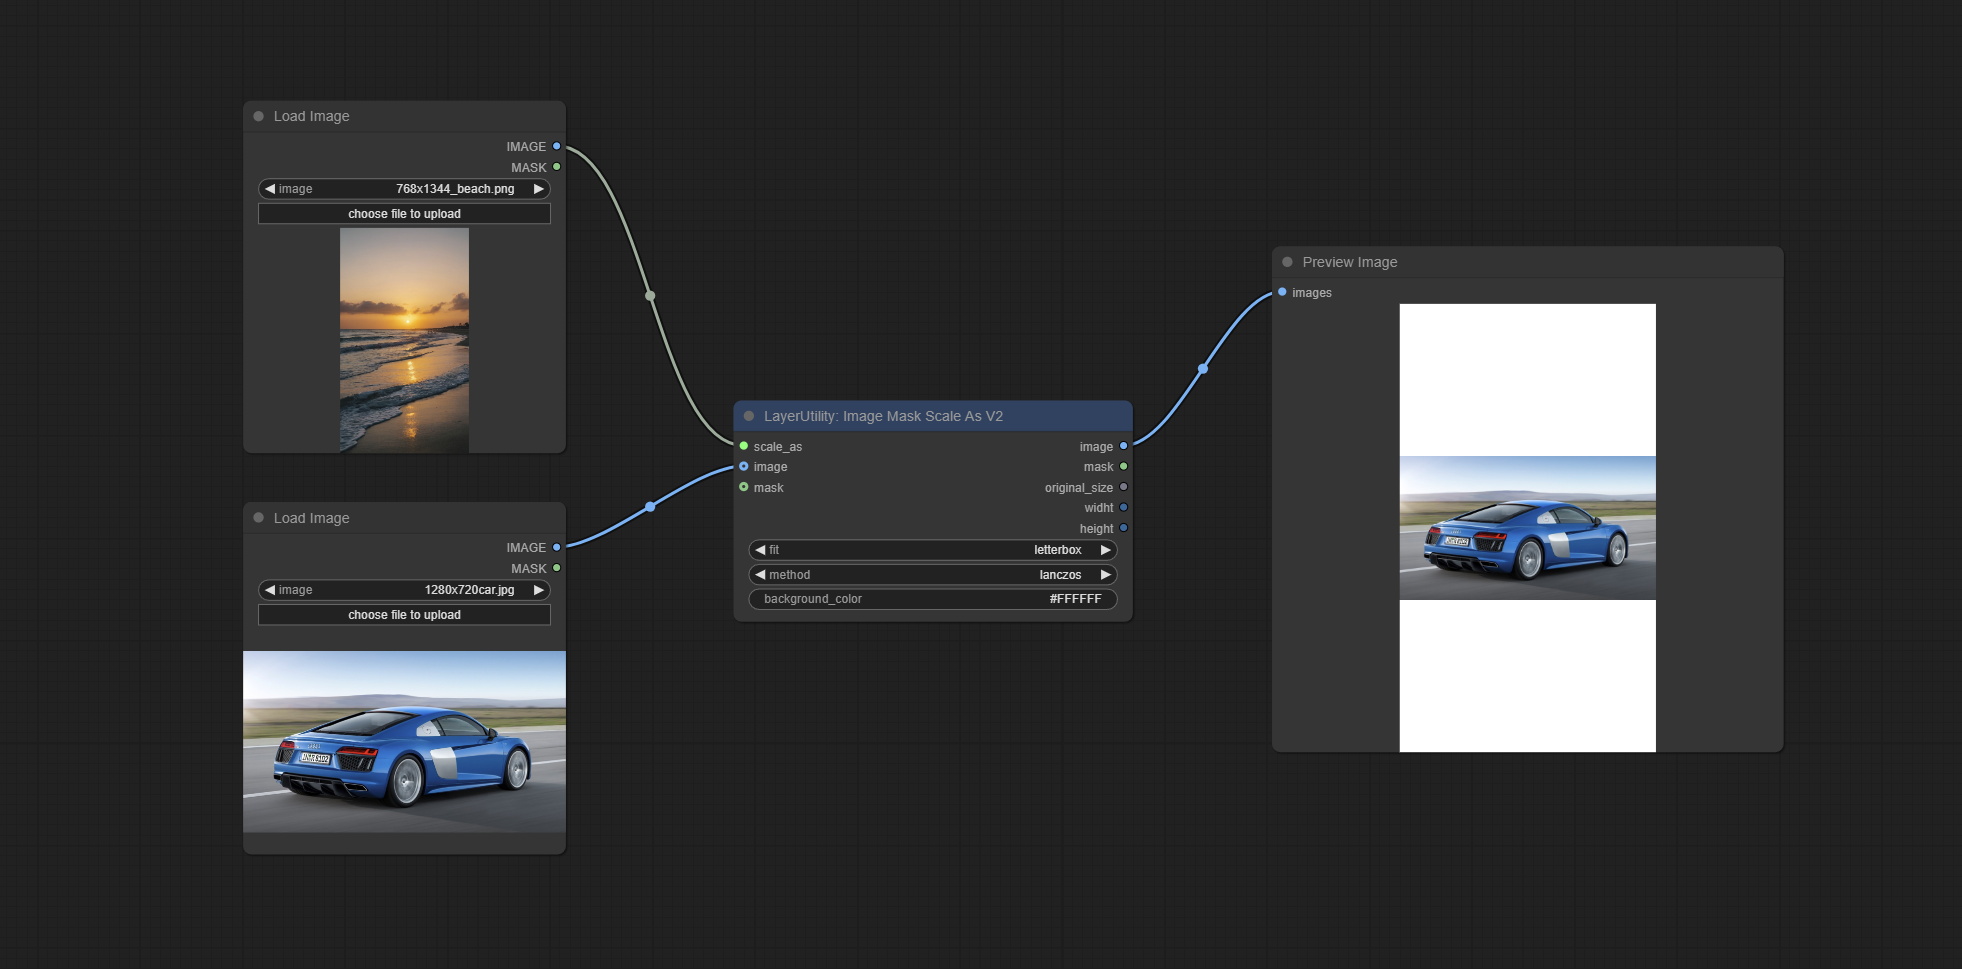 Load Image
IMAGE
MASK
image 768x1344_beach.png
choose file to upload
Load Image
IMAGE
MASK
image 1280x720car.jpg
choose file to upload
LayerUtility: Image Mask Scale As V2
scale_as image
image mask
mask original_size
widht
height
fit letterbox
method lanczos
background_color #FFFFFF
Preview Image
images